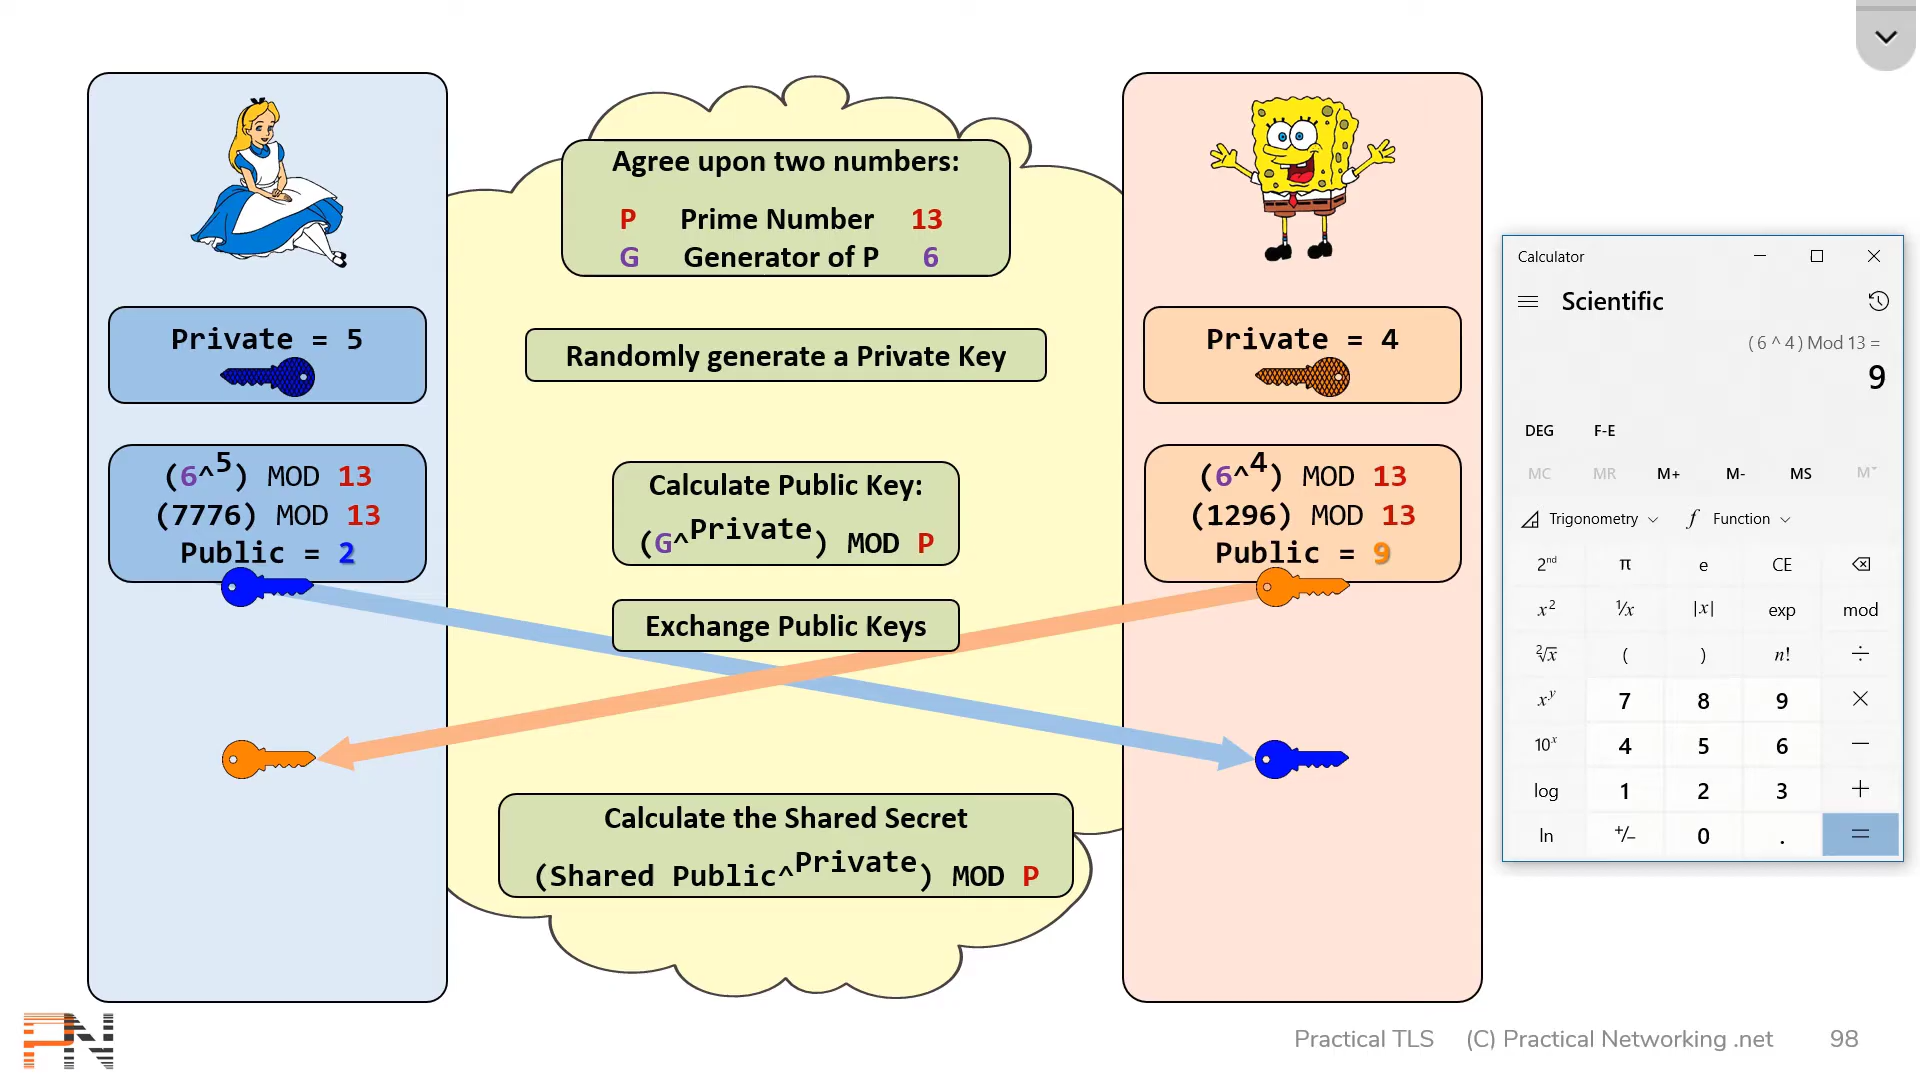 Agree upon two numbers:
P Prime Number 13
G Generator of P 6
Private = 5
Randomly generate a Private Key
Private = 4
(6^5) MOD 13
(7776) MOD 13
Public = 2
Calculate Public Key:
(G^Private) MOD P
(6^4) MOD 13
(1296) MOD 13
Public = 9
Exchange Public Keys
Calculate the Shared Secret
(Shared Public^Private) MOD P
Calculator
Scientific
( 6 ^ 4 ) Mod 13 =
9
DEG F-E
MC MR M+ M- MS M˅
Trigonometry f Function
2nd π e CE
x² ¹/x |x| exp mod
²√x ( ) n! ÷
xʸ 7 8 9 ×
10ˣ 4 5 6 −
log 1 2 3 +
ln +/− 0 . =
PN
Practical TLS (C) Practical Networking .net 98